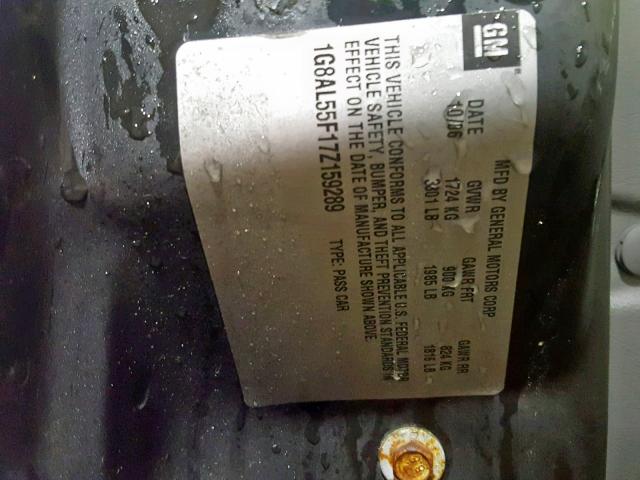 GM
MFD BY GENERAL MOTORS CORP
DATE GVWR GAWR FRT GAWR RR
10/06 1724 KG 900 KG 824 KG
3801 LB 1985 LB 1816 LB
THIS VEHICLE CONFORMS TO ALL APPLICABLE U.S. FEDERAL MOTOR
VEHICLE SAFETY, BUMPER, AND THEFT PREVENTION STANDARDS IN
EFFECT ON THE DATE OF MANUFACTURE SHOWN ABOVE.
1G8AL55F17Z159289 TYPE: PASS CAR